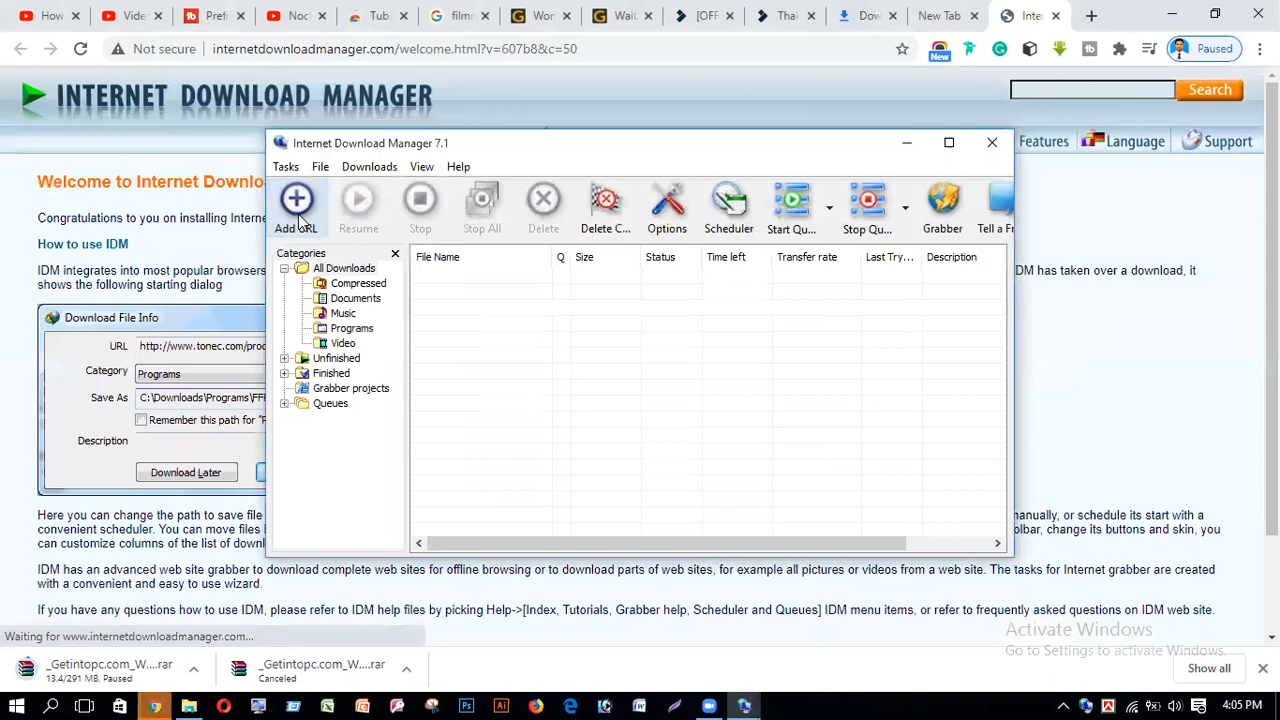 How
Vide
Prefi
Noc
Tub
filmr
Won
Wai
[OFF
Thai
Dow
New Tab
Inter
Not secure
internetdownloadmanager.com/welcome.html?v=607b8&c=50
New
Paused
INTERNET DOWNLOAD MANAGER
Search
Features
Language
Support
Welcome to Internet Downlo
Congratulations to you on installing Intern
How to use IDM
IDM integrates into most popular browsers
IDM has taken over a download, it
shows the following starting dialog
Download File Info
URL
http://www.tonec.com/prod
Category
Programs
Save As
C:\Downloads\Programs\FFI
Remember this path for "P
Description
Download Later
Internet Download Manager 7.1
Tasks
File
Downloads
View
Help
Add URL
Resume
Stop
Stop All
Delete
Delete C...
Options
Scheduler
Start Qu...
Stop Qu...
Grabber
Tell a Fr
Categories
All Downloads
Compressed
Documents
Music
Programs
Video
Unfinished
Finished
Grabber projects
Queues
File Name
Q
Size
Status
Time left
Transfer rate
Last Try...
Description
Here you can change the path to save file
manually, or schedule its start with a
convenient scheduler. You can move files
olbar, change its buttons and skin, you
can customize columns of the list of downl
IDM has an advanced web site grabber to download complete web sites for offline browsing or to download parts of web sites, for example all pictures or videos from a web site. The tasks for Internet grabber are created
with a convenient and easy to use wizard.
If you have any questions how to use IDM, please refer to IDM help files by picking Help->[Index, Tutorials, Grabber help, Scheduler and Queues] IDM menu items, or refer to frequently asked questions on IDM web site.
Activate Windows
Go to Settings to activate Windows.
Waiting for www.internetdownloadmanager.com...
_Getintopc.com_W....rar
13.4/291 MB, Paused
_Getintopc.com_W....rar
Canceled
Show all
4:05 PM